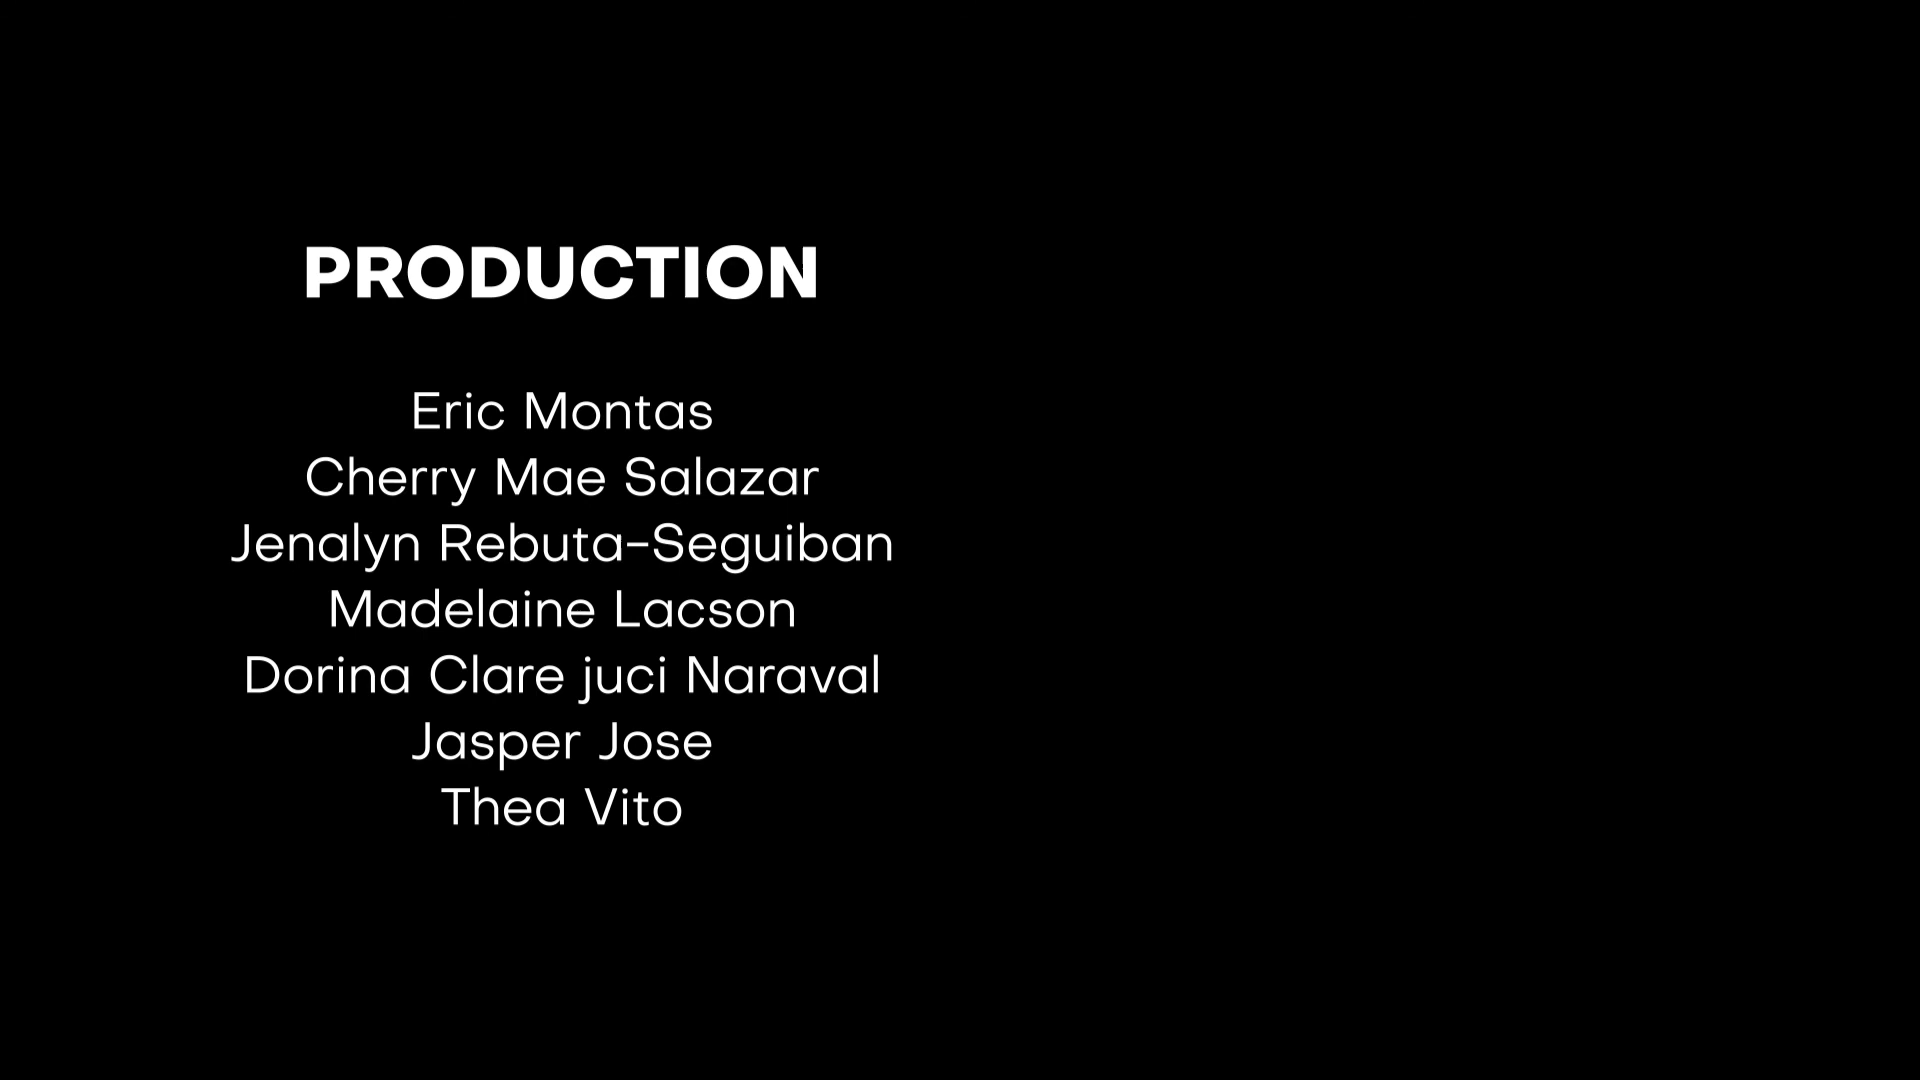 PRODUCTION
Eric Montas
Cherry Mae Salazar
Jenalyn Rebuta-Seguiban
Madelaine Lacson
Dorina Clare juci Naraval
Jasper Jose
Thea Vito